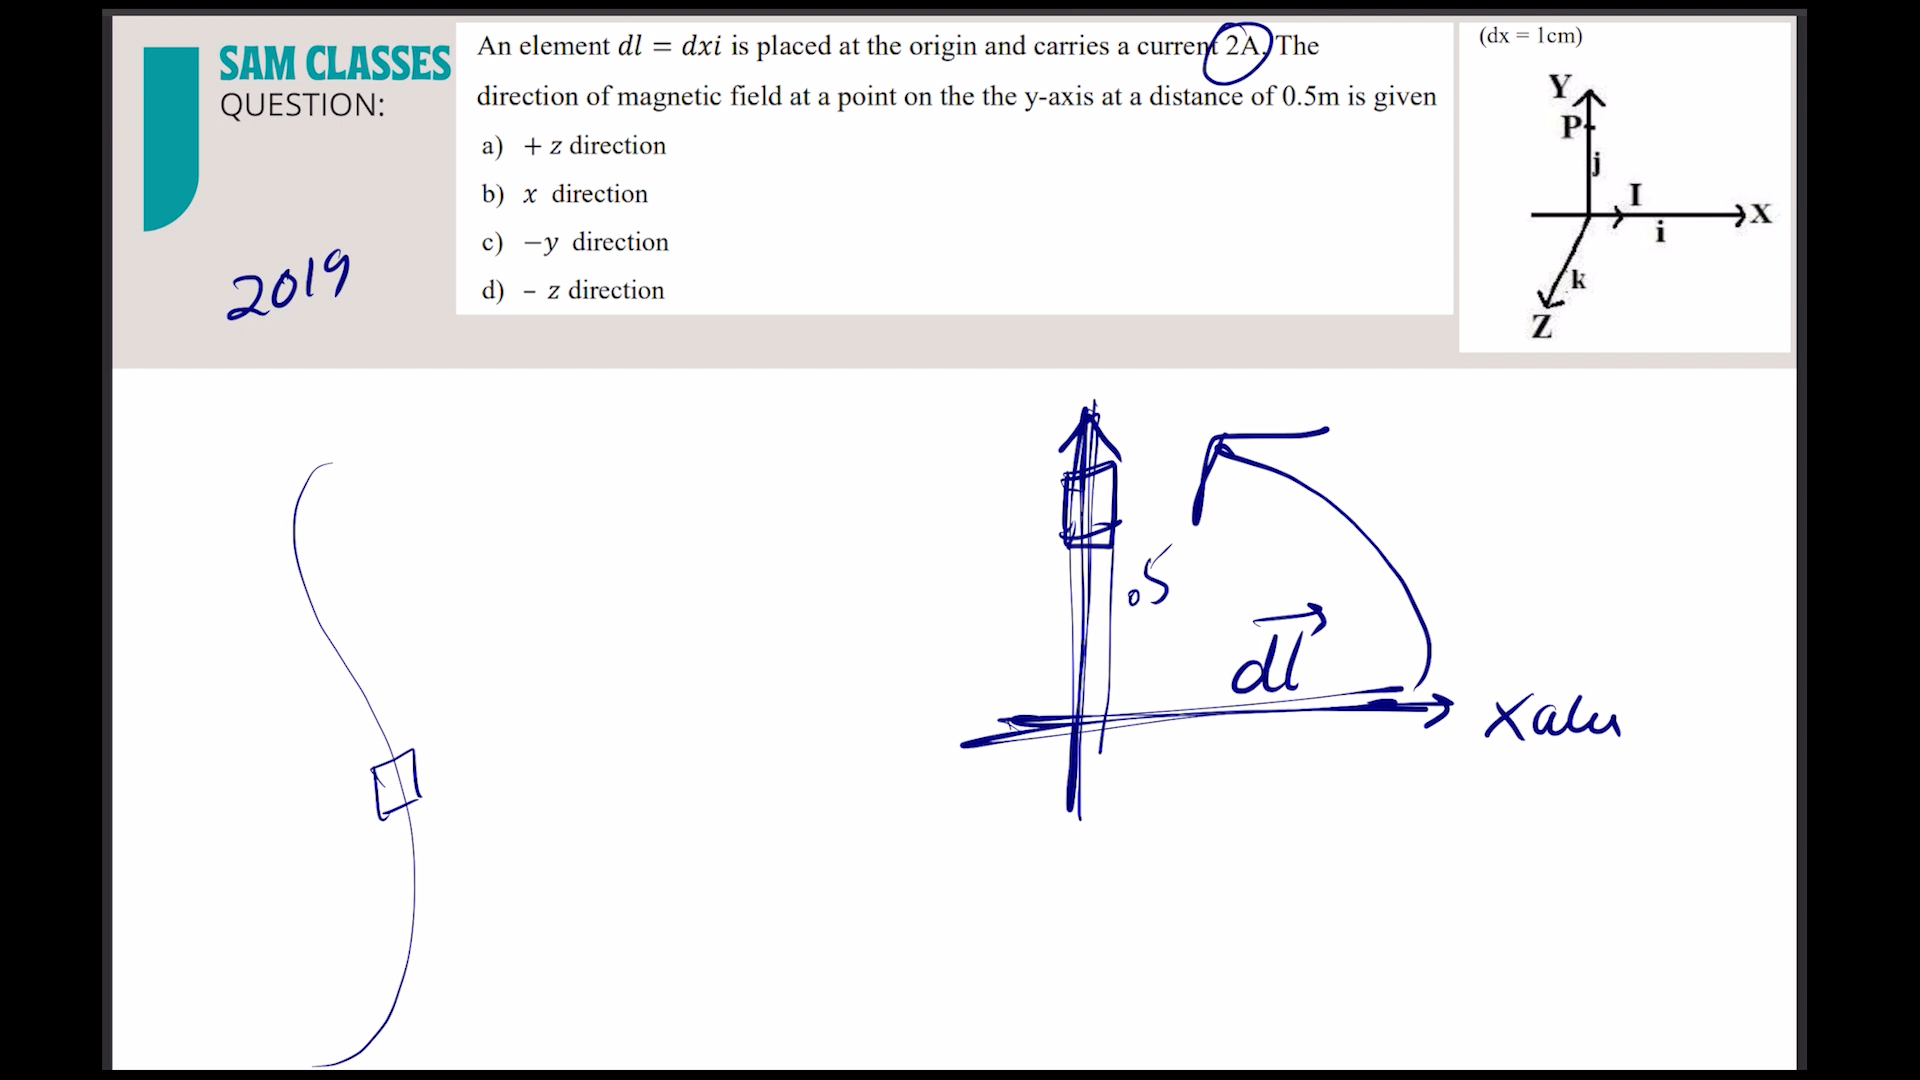 SAM CLASSES
QUESTION:
2019
An element dl = dxi is placed at the origin and carries a current 2A. The
direction of magnetic field at a point on the the y-axis at a distance of 0.5m is given
a) + z direction
b) x direction
c) −y direction
d) − z direction
(dx = 1cm)
Y
P
j
I
X
i
k
Z
.5
dl